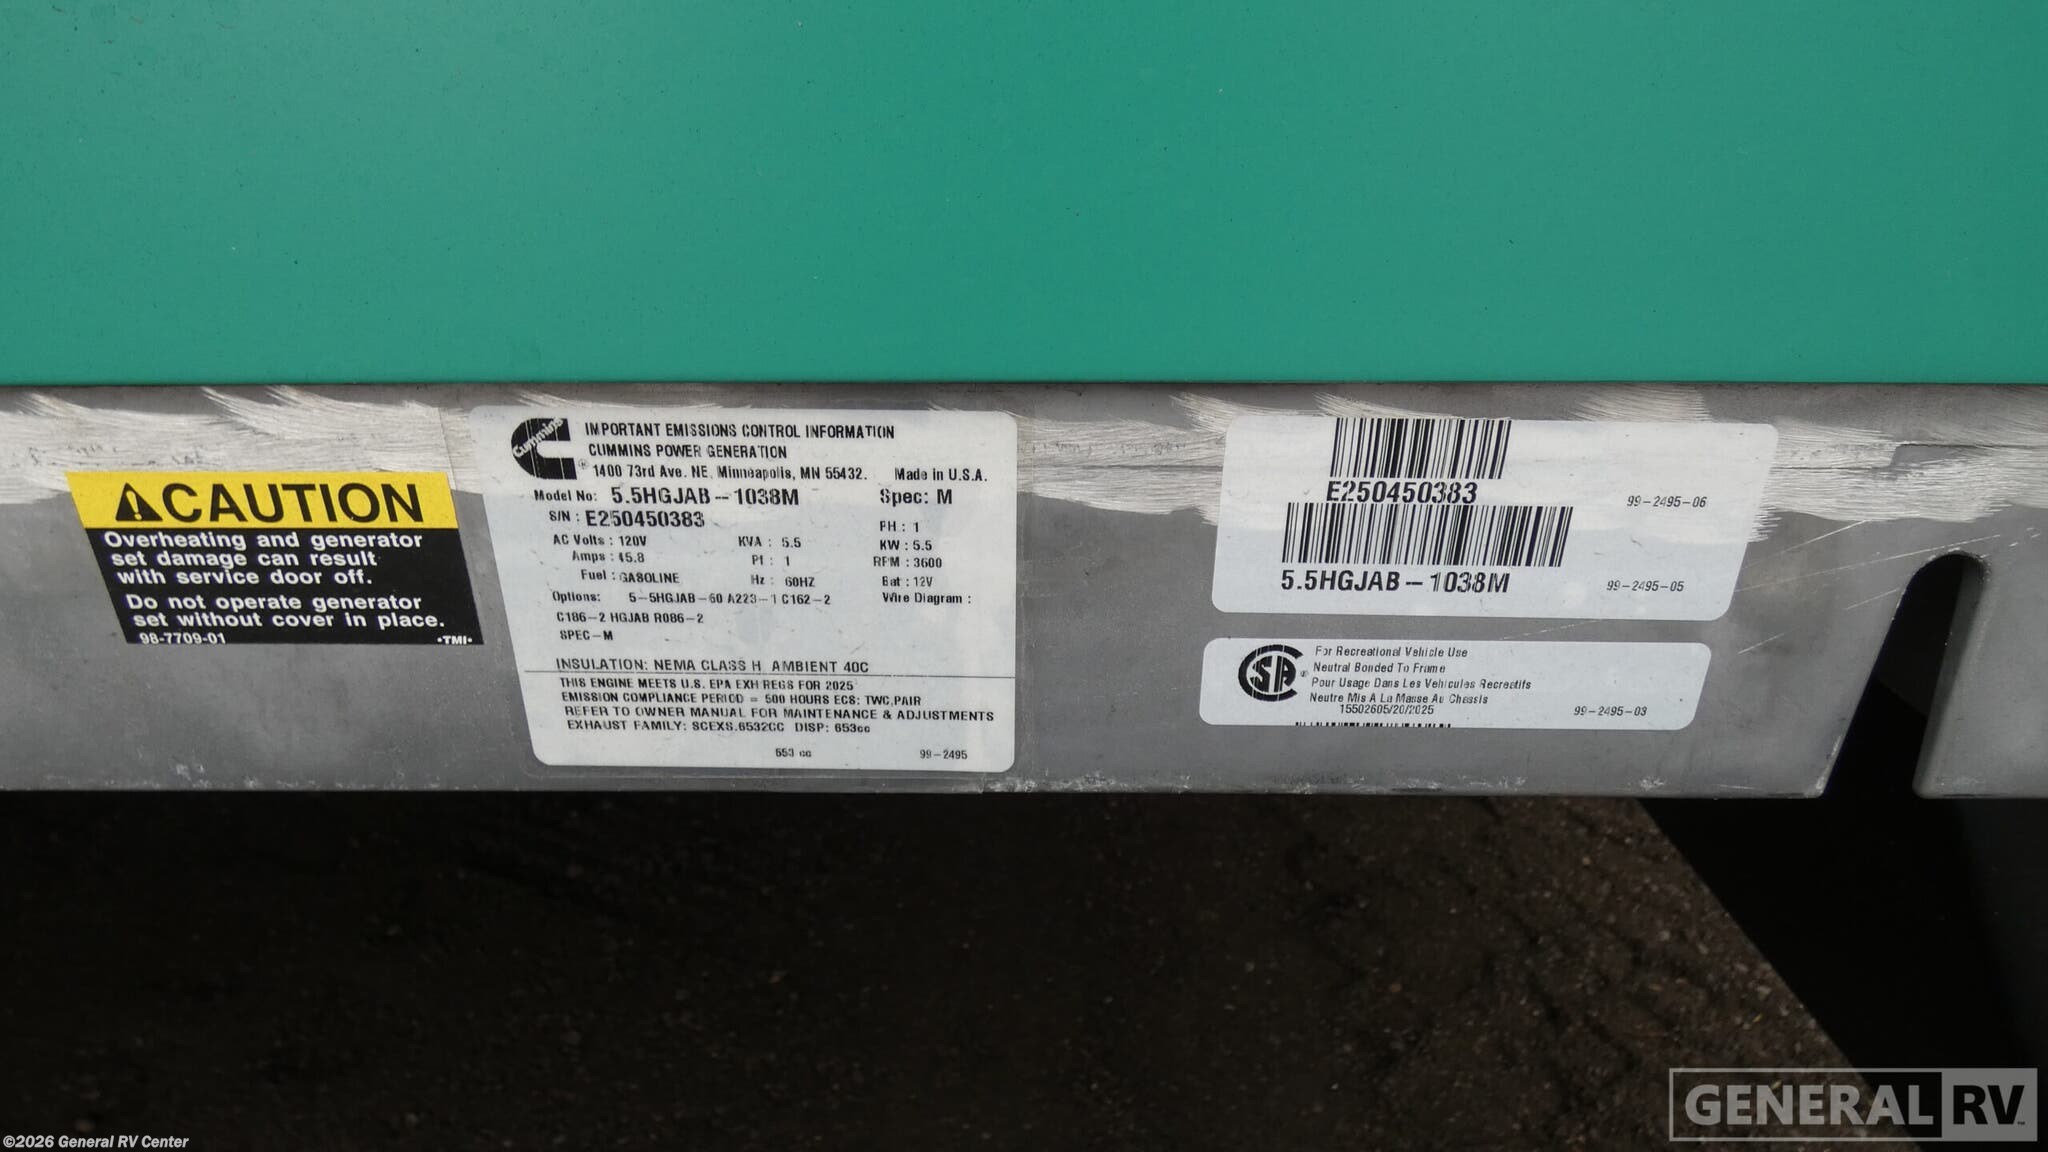 CAUTION
Overheating and generator
set damage can result
with service door off.
Do not operate generator
set without cover in place.
98-7709-01 •TMI•
Cummins
IMPORTANT EMISSIONS CONTROL INFORMATION
CUMMINS POWER GENERATION
® 1400 73rd Ave. NE, Minneapolis, MN 55432. Made in U.S.A.
Model No: 5.5HGJAB-1038M Spec: M
S/N : E250450383
PH : 1
AC Volts : 120V KVA : 5.5 KW : 5.5
Amps : 45.8 Pf : 1 RPM : 3600
Fuel : GASOLINE Hz : 60HZ Bat : 12V
Options: 5-5HGJAB-60 A223-1 C162-2 Wire Diagram :
C186-2 HGJAB R086-2
SPEC-M
INSULATION: NEMA CLASS H AMBIENT 40C
THIS ENGINE MEETS U.S. EPA EXH REGS FOR 2025
EMISSION COMPLIANCE PERIOD = 500 HOURS ECS: TWC,PAIR
REFER TO OWNER MANUAL FOR MAINTENANCE & ADJUSTMENTS
EXHAUST FAMILY: SCEXS.6532CC DISP: 653cc
653 cc 99-2495
E250450383 99-2495-06
5.5HGJAB-1038M 99-2495-05
CSA ®
For Recreational Vehicle Use
Neutral Bonded To Frame
Pour Usage Dans Les Vehicules Recreatifs
Neutre Mis A La Masse Au Chassis
15502605/20/2025 99-2495-03
GENERAL RV™
©2026 General RV Center